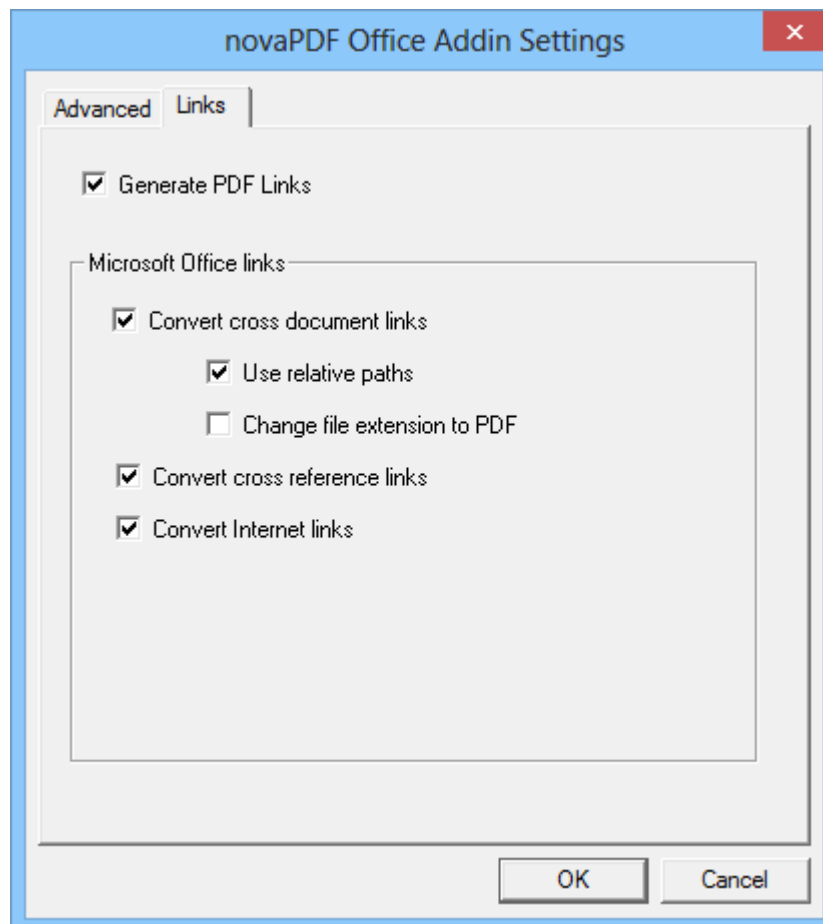 novaPDF Office Addin Settings
Advanced Links
Generate PDF Links
Microsoft Office links
Convert cross document links
Use relative paths
Change file extension to PDF
Convert cross reference links
Convert Internet links
OK Cancel